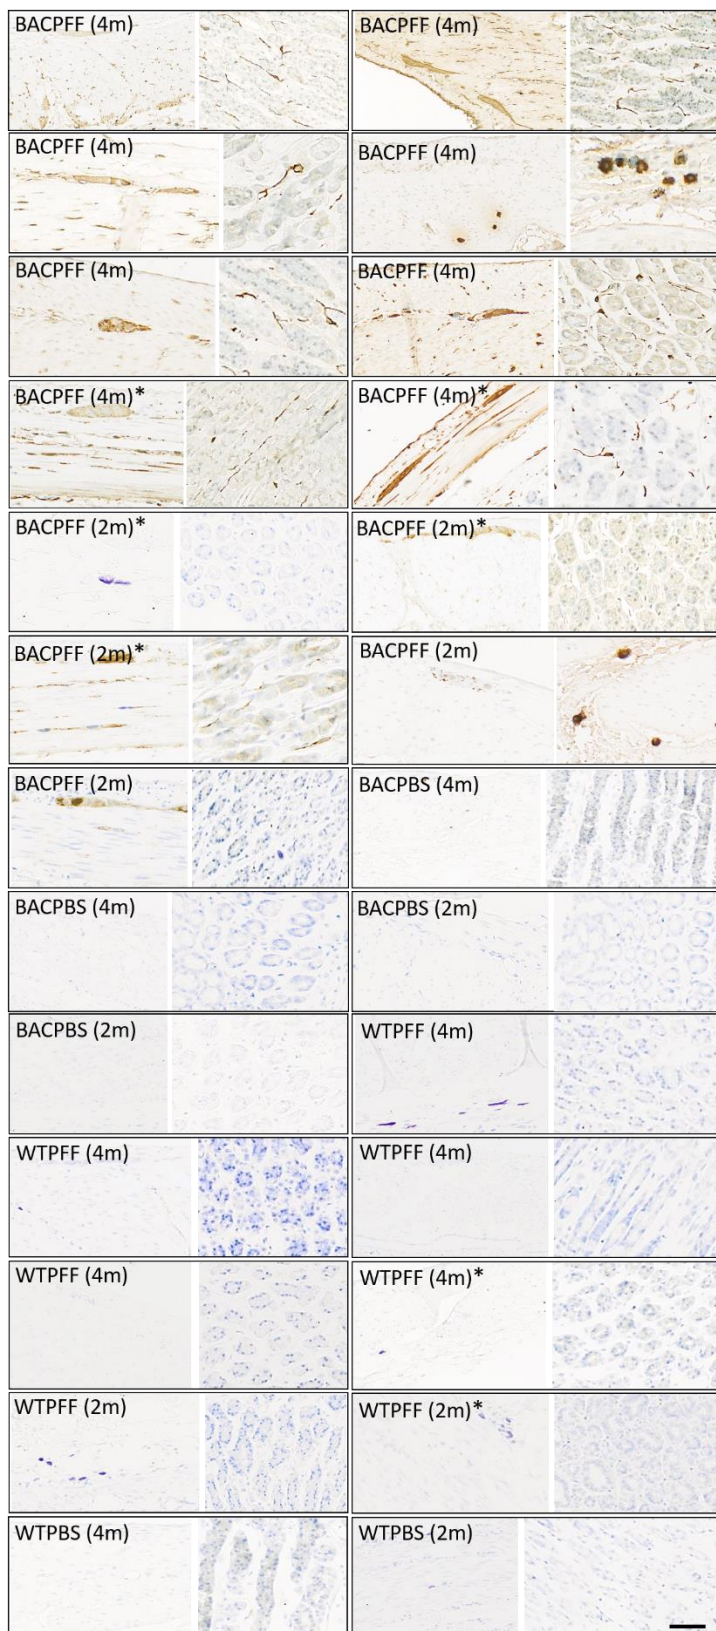 BACPFF (4m) BACPFF (4m)
BACPFF (4m) BACPFF (4m)
BACPFF (4m) BACPFF (4m)
BACPFF (4m)* BACPFF (4m)*
BACPFF (2m)* BACPFF (2m)*
BACPFF (2m)* BACPFF (2m)
BACPFF (2m) BACPBS (4m)
BACPBS (4m) BACPBS (2m)
BACPBS (2m) WTPFF (4m)
WTPFF (4m) WTPFF (4m)
WTPFF (4m) WTPFF (4m)*
WTPFF (2m) WTPFF (2m)*
WTPBS (4m) WTPBS (2m)